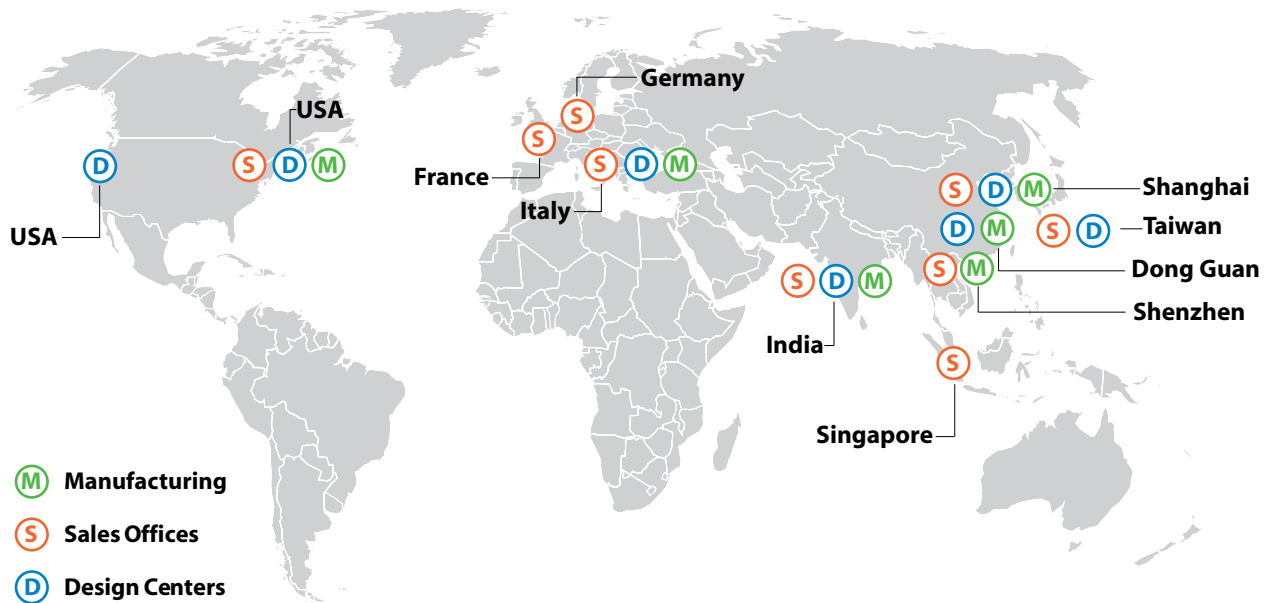 Germany
USA
S
S
D
S
D
M
S
D
M
France
S
D
M
Shanghai
Italy
USA
D
M
S
D
Taiwan
S
M
Dong Guan
S
D
M
Shenzhen
India
S
Singapore
M Manufacturing
S Sales Offices
D Design Centers